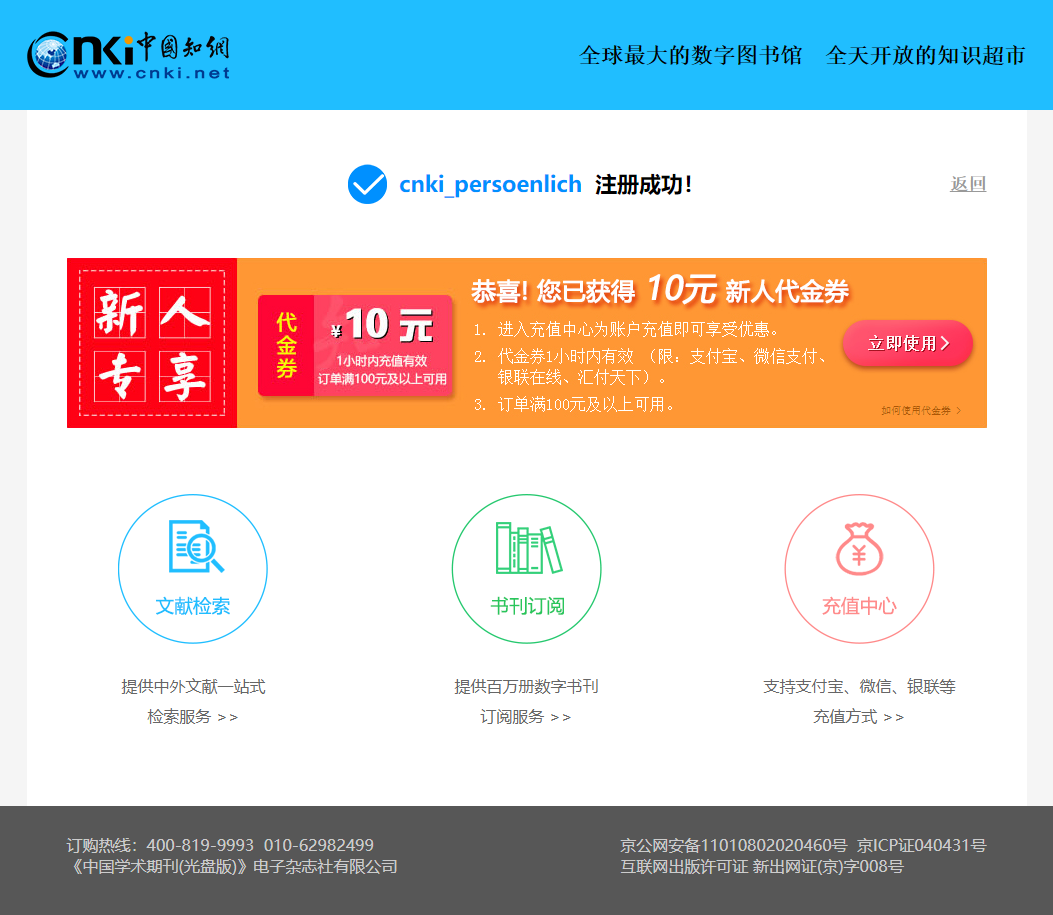 Cnki中國知網
www.cnki.net
全球最大的数字图书馆 全天开放的知识超市
cnki_persoenlich 注册成功!
返回
新人
专享
代金券
¥10元
1小时内充值有效
订单满100元及以上可用
恭喜! 您已获得 10元 新人代金券
1. 进入充值中心为账户充值即可享受优惠。
2. 代金券1小时内有效 （限：支付宝、微信支付、
银联在线、汇付天下）。
3. 订单满100元及以上可用。
立即使用>
如何使用代金券 >
文献检索
提供中外文献一站式
检索服务 >>
书刊订阅
提供百万册数字书刊
订阅服务 >>
¥
充值中心
支持支付宝、微信、银联等
充值方式 >>
订购热线：400-819-9993 010-62982499
《中国学术期刊(光盘版)》电子杂志社有限公司
京公网安备11010802020460号 京ICP证040431号
互联网出版许可证 新出网证(京)字008号